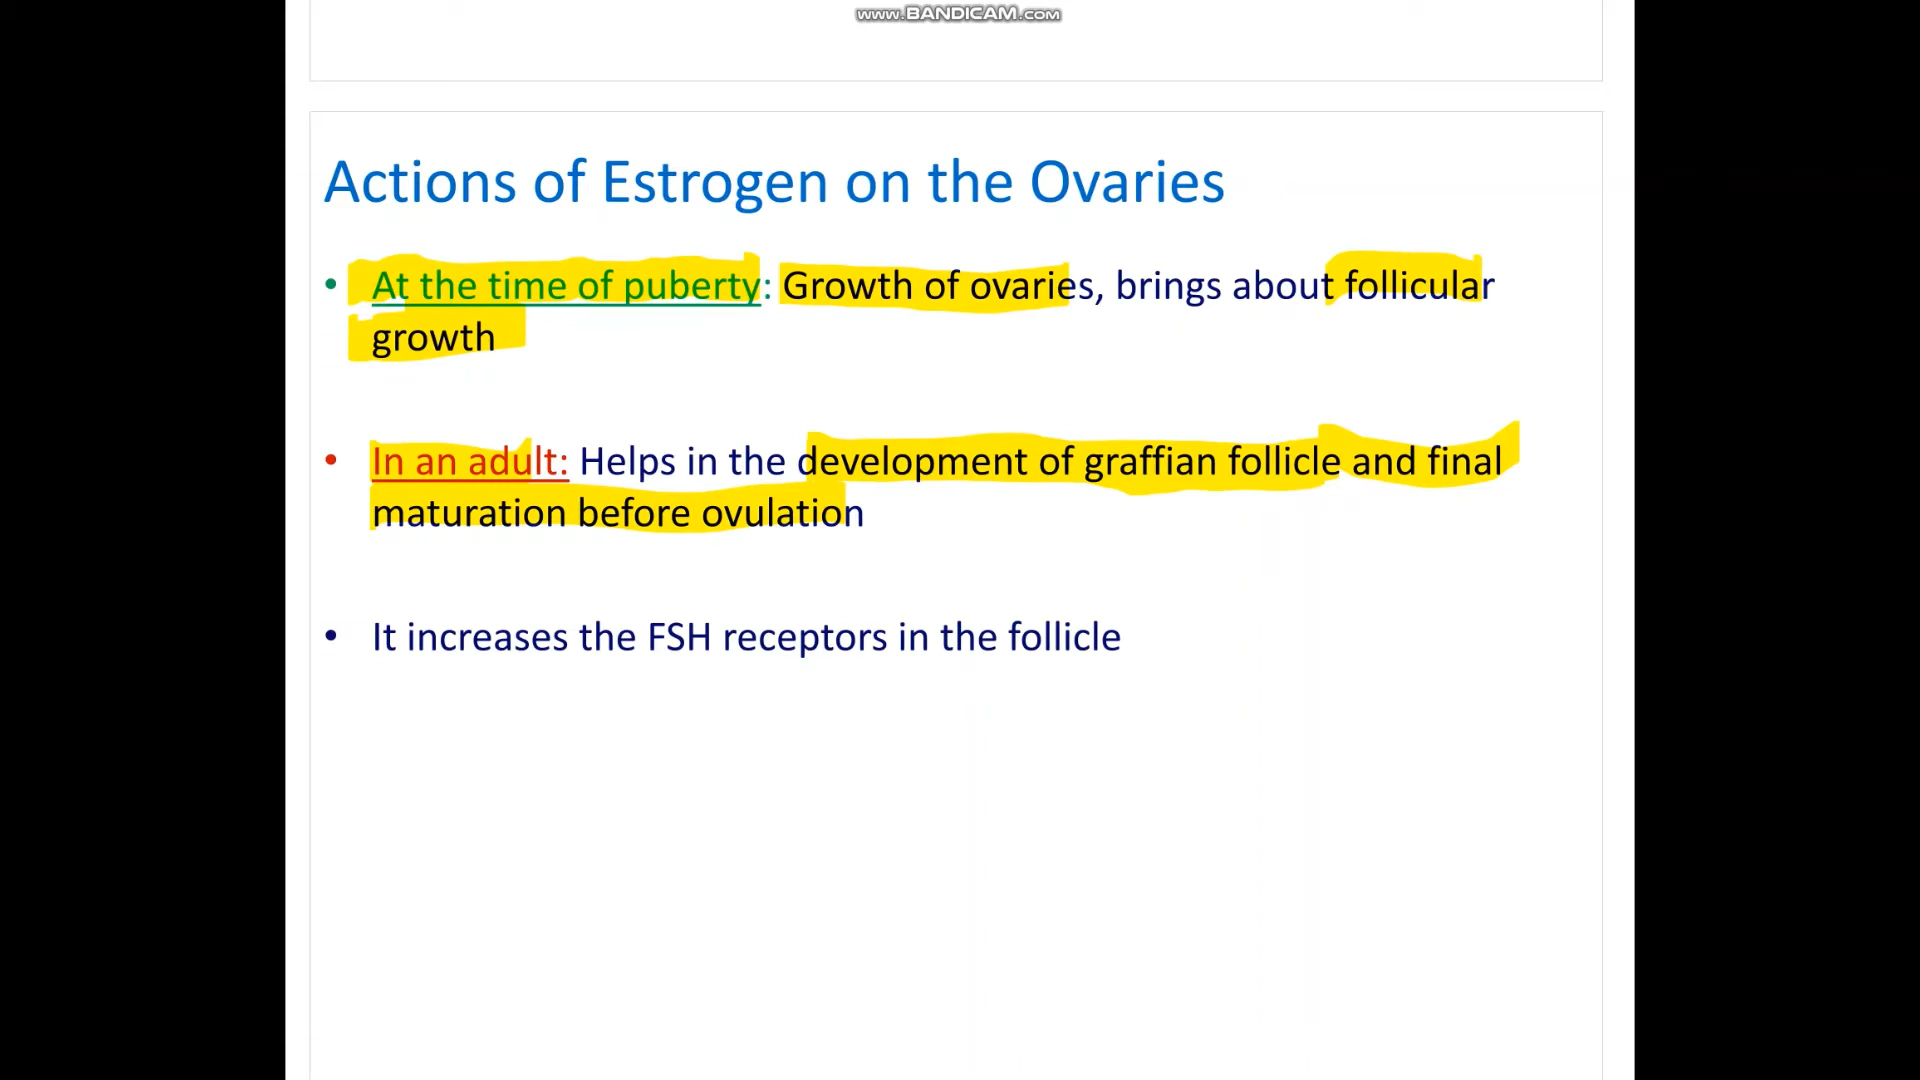 www.BANDICAM.com
Actions of Estrogen on the Ovaries
• At the time of puberty: Growth of ovaries, brings about follicular
growth
• In an adult: Helps in the development of graffian follicle and final
maturation before ovulation
• It increases the FSH receptors in the follicle